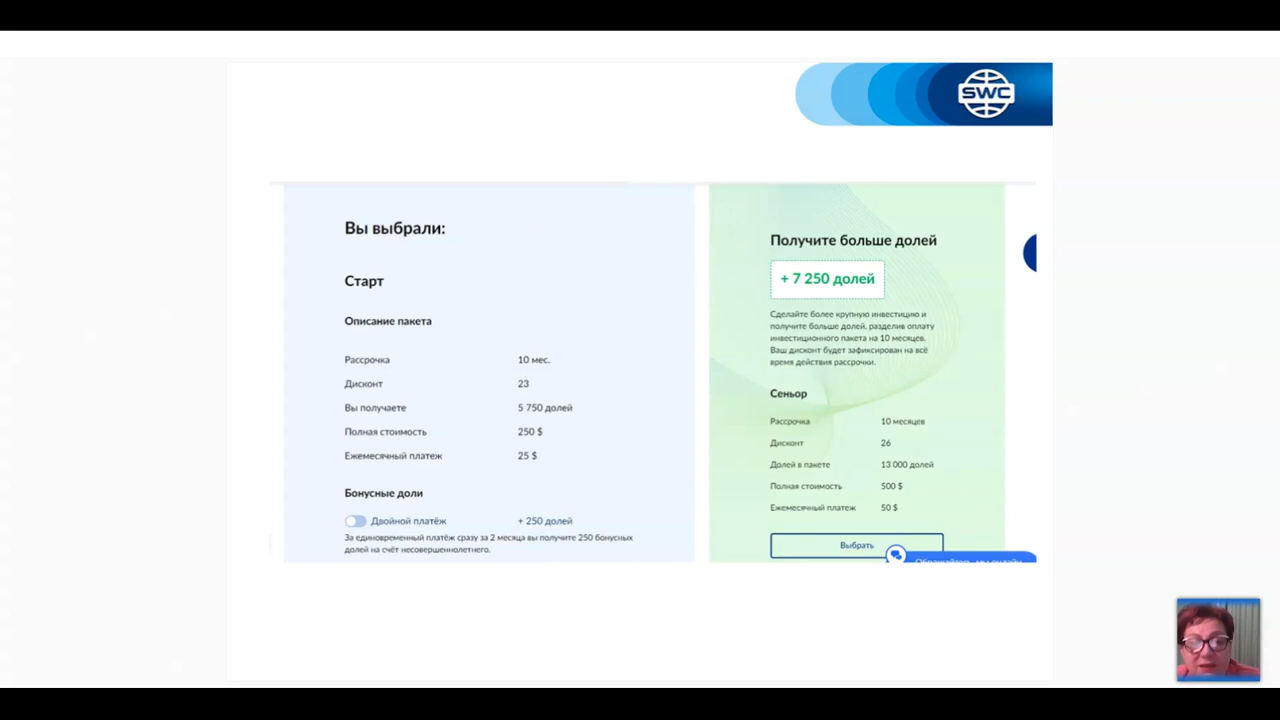 SWC
Вы выбрали:
Старт
Описание пакета
Рассрочка 10 мес.
Дисконт 23
Вы получаете 5 750 долей
Полная стоимость 250 $
Ежемесячный платеж 25 $
Бонусные доли
Двойной платёж + 250 долей
За единовременный платёж сразу за 2 месяца вы получите 250 бонусных
долей на счёт несовершеннолетнего.
Получите больше долей
+ 7 250 долей
Сделайте более крупную инвестицию и
получите больше долей, разделив оплату
инвестиционного пакета на 10 месяцев.
Ваш дисконт будет зафиксирован на всё
время действия рассрочки.
Сеньор
Рассрочка 10 месяцев
Дисконт 26
Долей в пакете 13 000 долей
Полная стоимость 500 $
Ежемесячный платеж 50 $
Выбрать